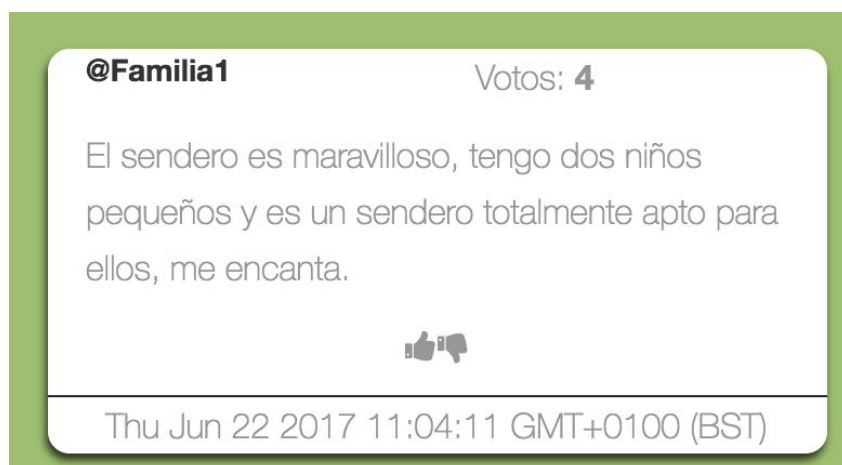 @Familia1 Votos: 4
El sendero es maravilloso, tengo dos niños
pequeños y es un sendero totalmente apto para
ellos, me encanta.
Thu Jun 22 2017 11:04:11 GMT+0100 (BST)